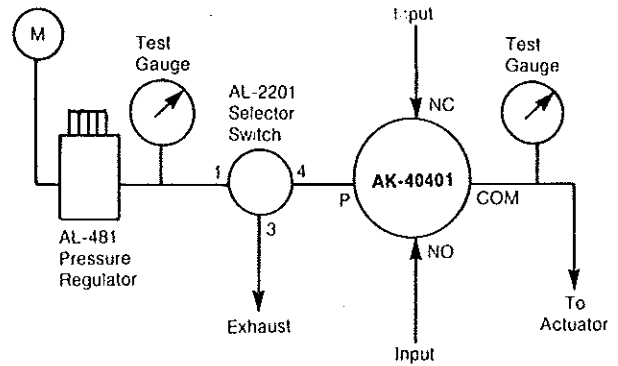 M
Test
Gauge
AL-2201
Selector
Switch
Input
NC
Test
Gauge
1
4
P
AK-40401
COM
3
NO
AL-481
Pressure
Regulator
Exhaust
Input
To
Actuator